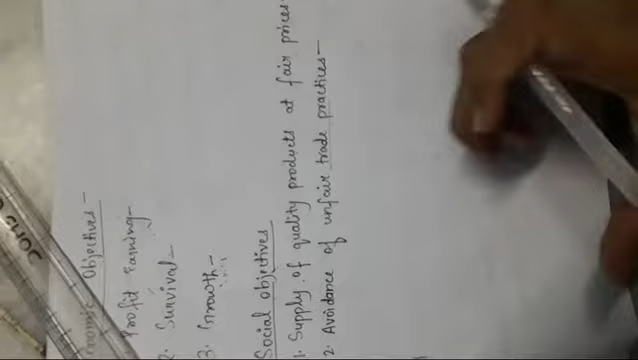 Objectives -
Profit Earning -
2. Survival -
3. Growth -
Social objectives
1. Supply of quality products at fair prices.
2. Avoidance of unfair trade practices -